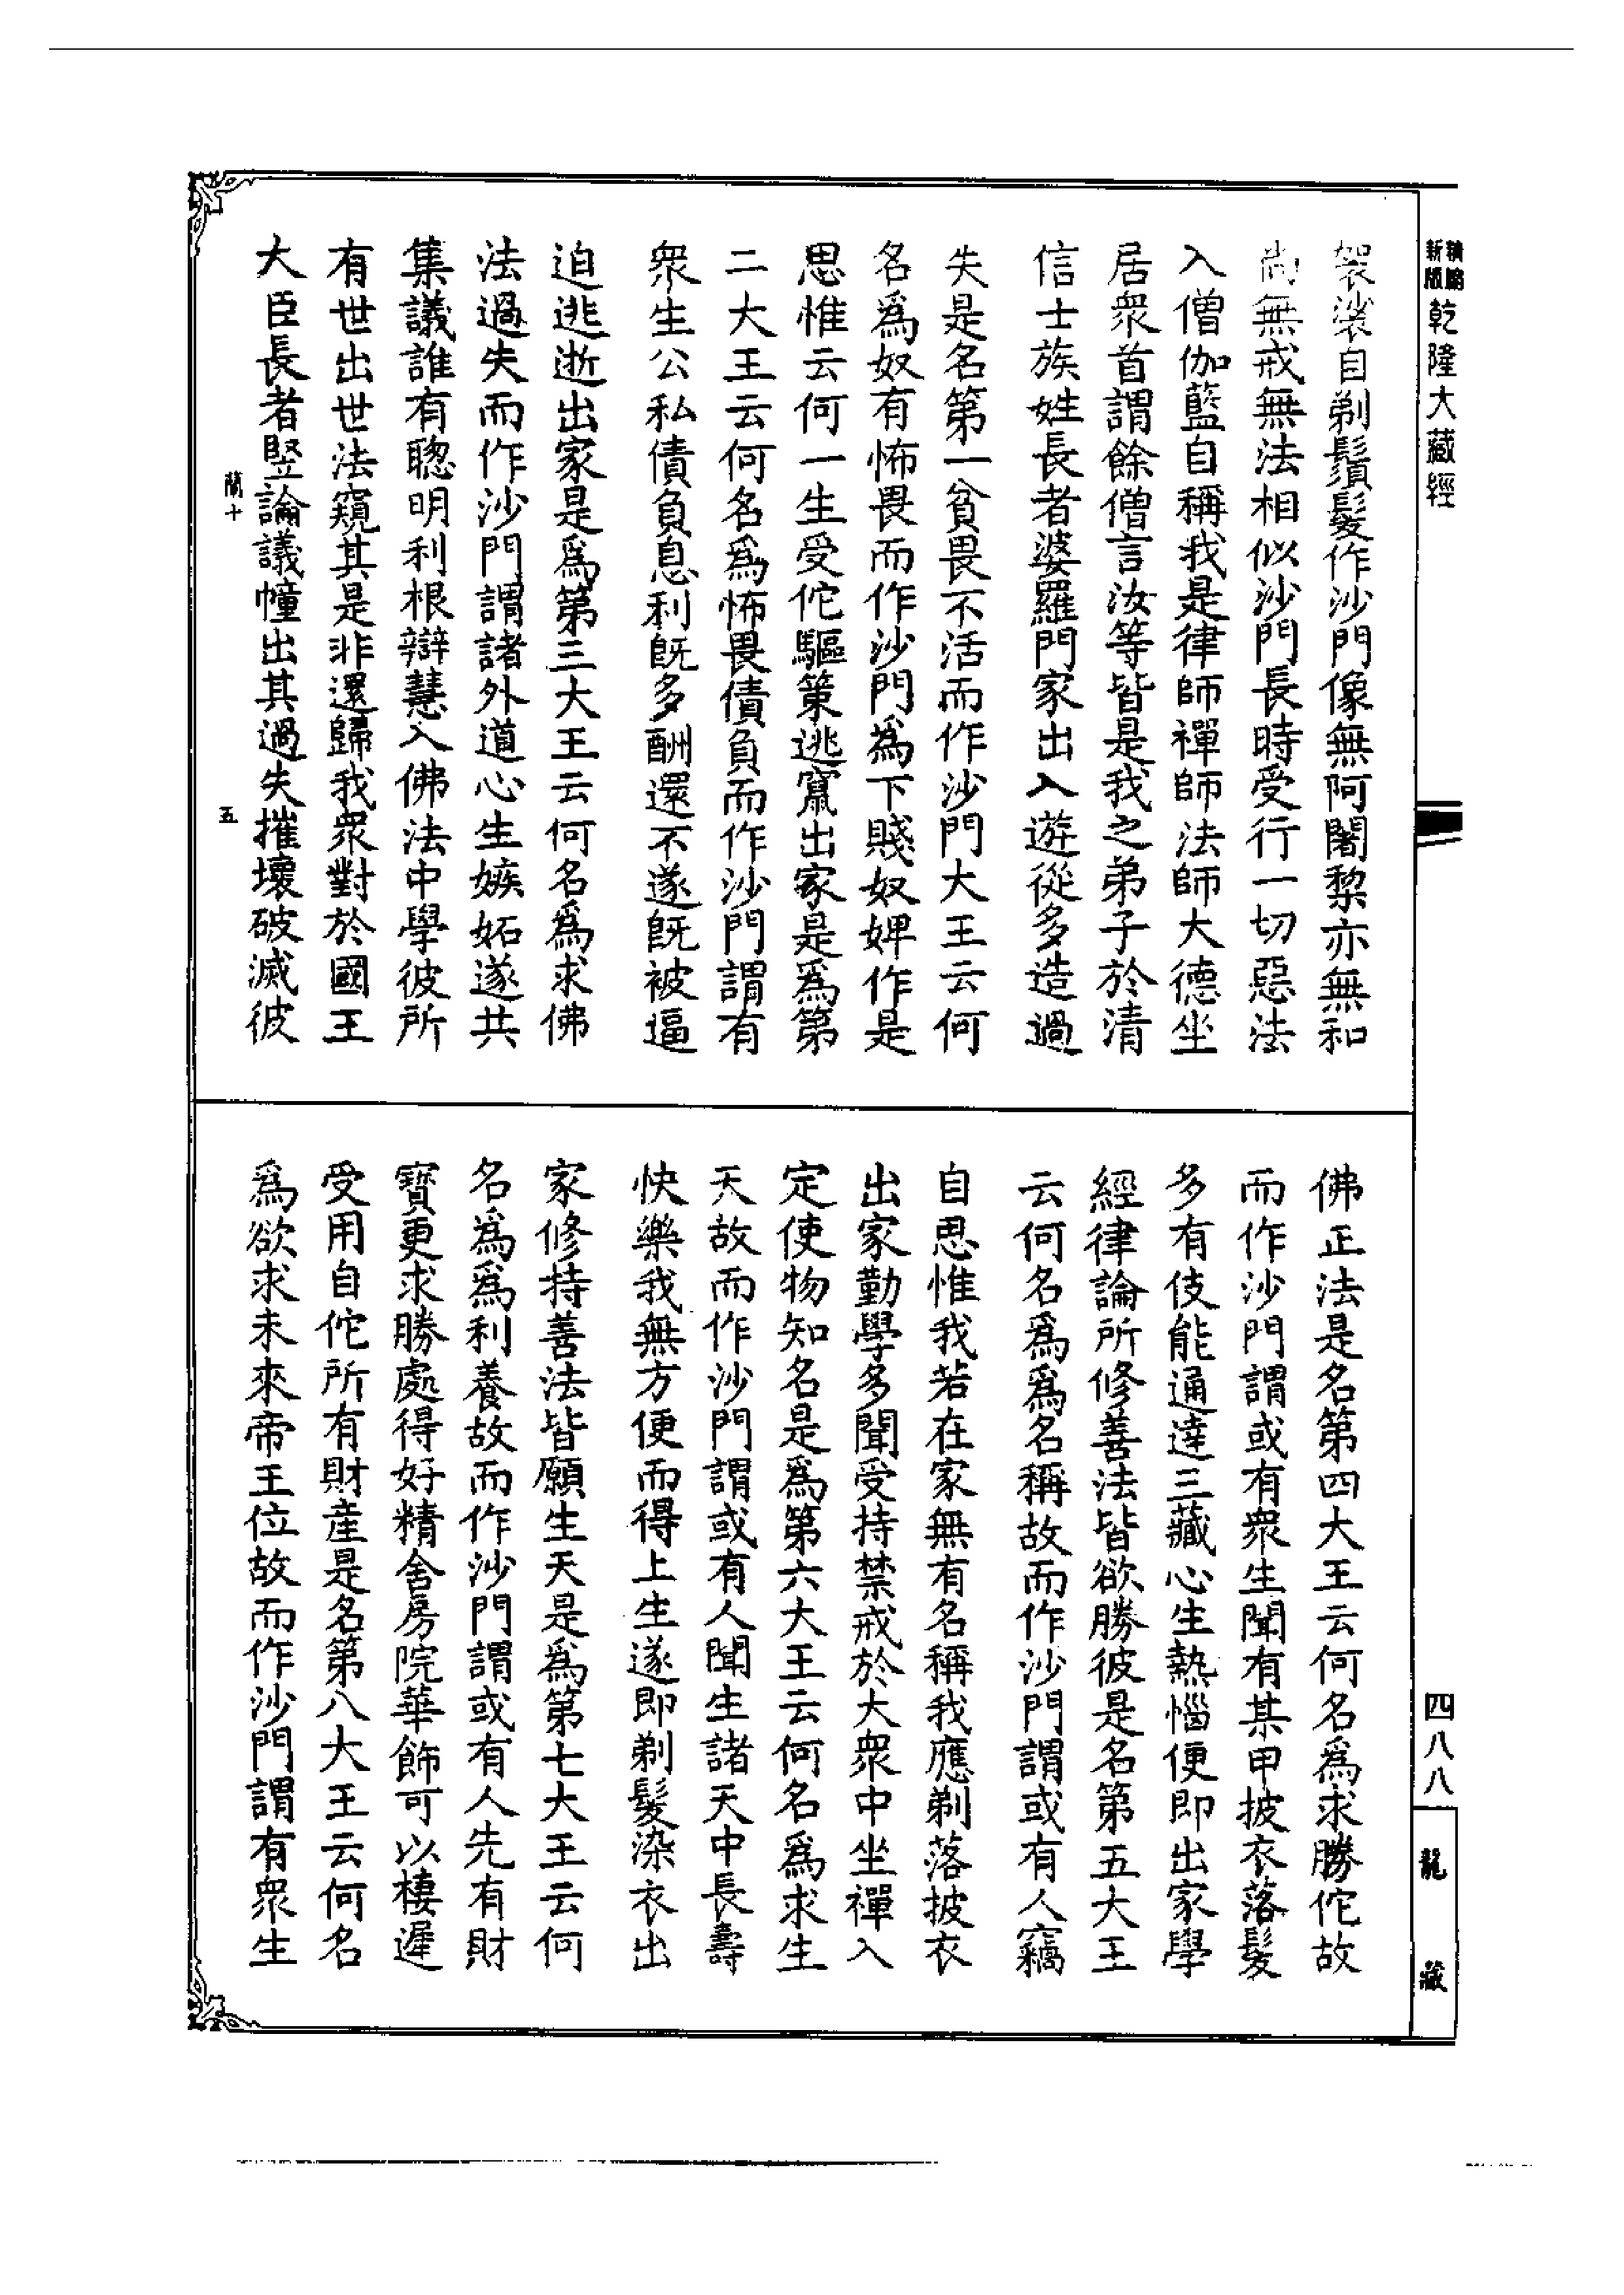 新版精縮乾隆大藏經
袈裟自剃鬚髮作沙門像無阿闍黎亦無和
尚無戒無法相似沙門長時受行一切惡法
入僧伽藍自稱我是律師禪師法師大德坐
居衆首謂餘僧言汝等皆是我之弟子於清
信士族姓長者婆羅門家出入遊從多造過
失是名第一貧畏不活而作沙門大王云何
名爲奴有怖畏而作沙門爲下賤奴婢作是
思惟云何一生受佗驅策逃竄出家是爲第
二大王云何名爲怖畏債負而作沙門謂有
衆生公私債負息利旣多酬還不遂旣被逼
迫逃逝出家是爲第三大王云何名爲求佛
法過失而作沙門謂諸外道心生嫉妬遂共
集議誰有聰明利根辯慧入佛法中學彼所
有世出世法窺其是非還歸我衆對於國王
大臣長者竪論議幢出其過失摧壞破滅彼
蘭十 五
佛正法是名第四大王云何名爲求勝佗故
而作沙門謂或有衆生聞有某甲披衣落髮
多有伎能通達三藏心生熱惱便即出家學
經律論所修善法皆欲勝彼是名第五大王
云何名爲爲名稱故而作沙門謂或有人竊
自思惟我若在家無有名稱我應剃落披衣
出家勤學多聞受持禁戒於大衆中坐禪入
定使物知名是爲第六大王云何名爲求生
天故而作沙門謂或有人聞生諸天中長壽
快樂我無方便而得上生遂即剃髮染衣出
家修持善法皆願生天是爲第七大王云何
名爲爲利養故而作沙門謂或有人先有財
寶更求勝處得好精舍房院華飾可以棲遲
受用自佗所有財產是名第八大王云何名
爲欲求未來帝王位故而作沙門謂有衆生
四八八
龍藏